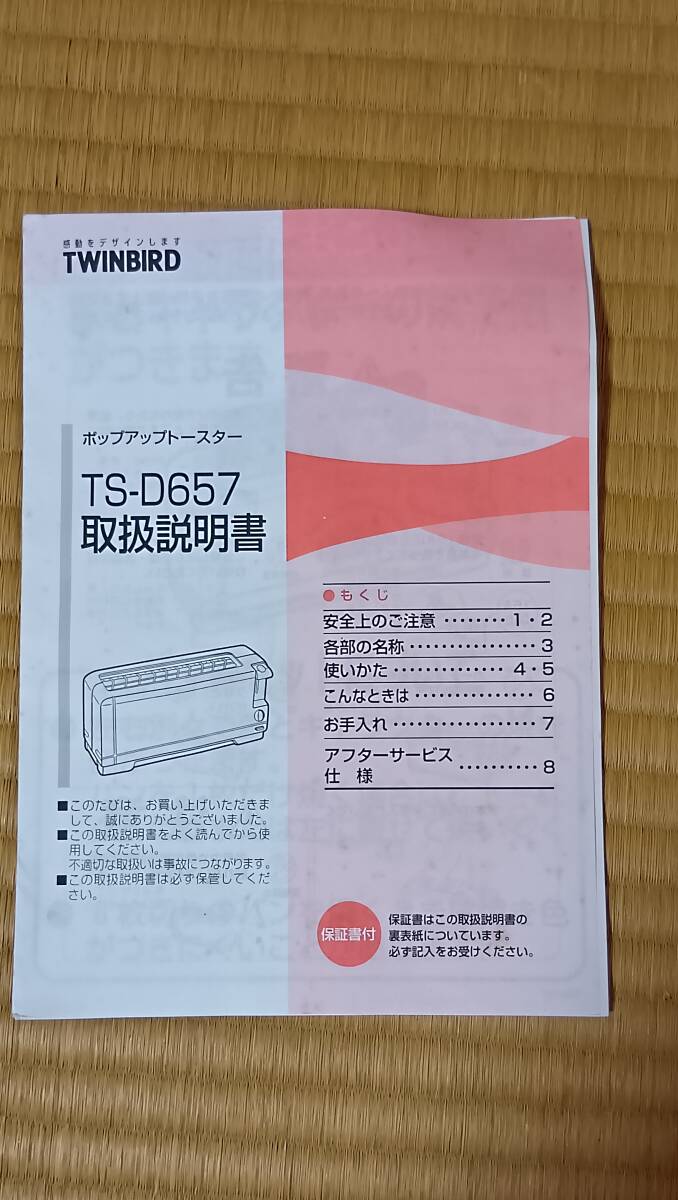 感動をデザインします
TWINBIRD
ポップアップトースター
TS-D657
取扱説明書
■このたびは、お買い上げいただきま
して、誠にありがとうございました。
■この取扱説明書をよく読んでから使
用してください。
不適切な取扱いは事故につながります。
■この取扱説明書は必ず保管してくだ
さい。
●もくじ
安全上のご注意 ········ 1・2
各部の名称 ················ 3
使いかた ·············· 4・5
こんなときは ··············· 6
お手入れ ·················· 7
アフターサービス
仕 様 ·········· 8
保証書付
保証書はこの取扱説明書の
裏表紙についています。
必ず記入をお受けください。